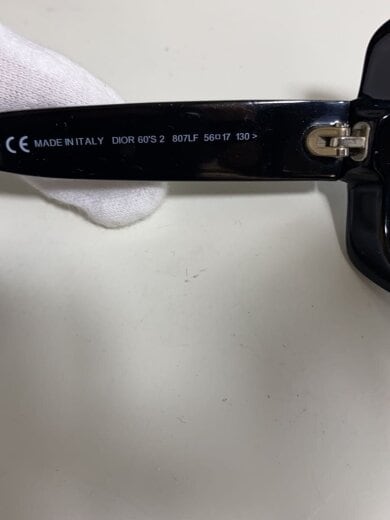 CE MADE IN ITALY DIOR 60'S 2 807LF 56□17 130 >